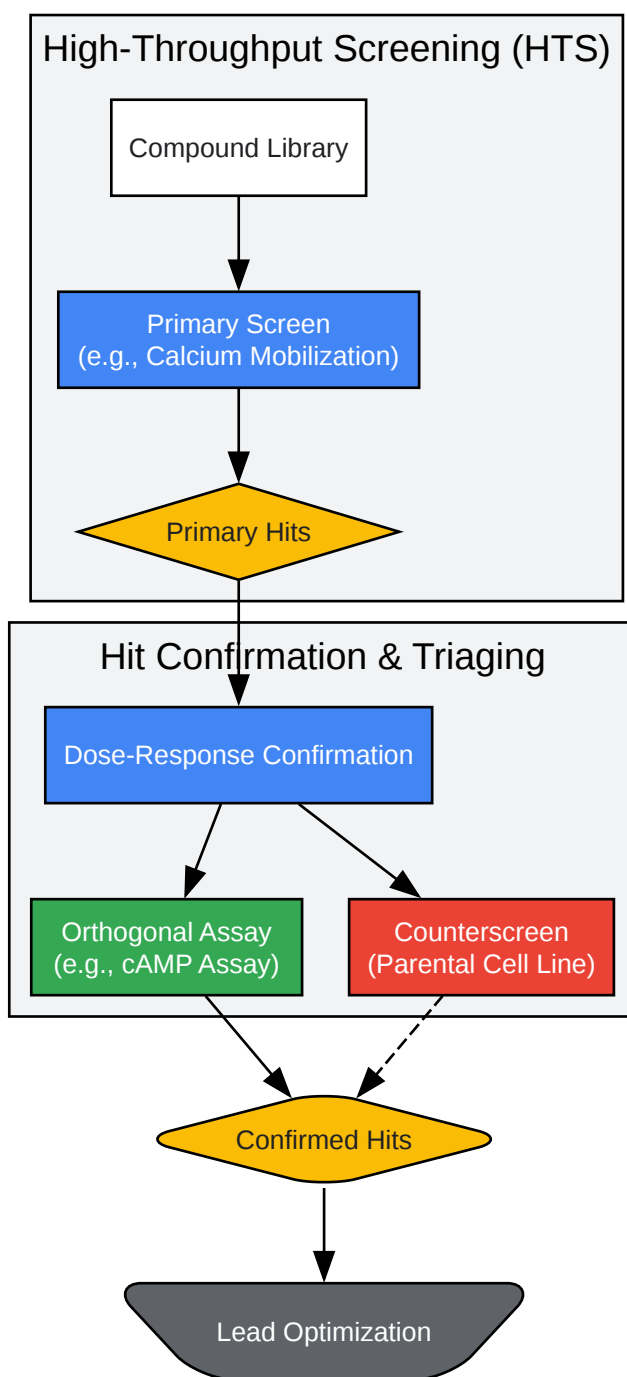 High-Throughput Screening (HTS)
Compound Library
Primary Screen
(e.g., Calcium Mobilization)
Primary Hits
Hit Confirmation & Triaging
Dose-Response Confirmation
Orthogonal Assay
(e.g., cAMP Assay)
Counterscreen
(Parental Cell Line)
Confirmed Hits
Lead Optimization